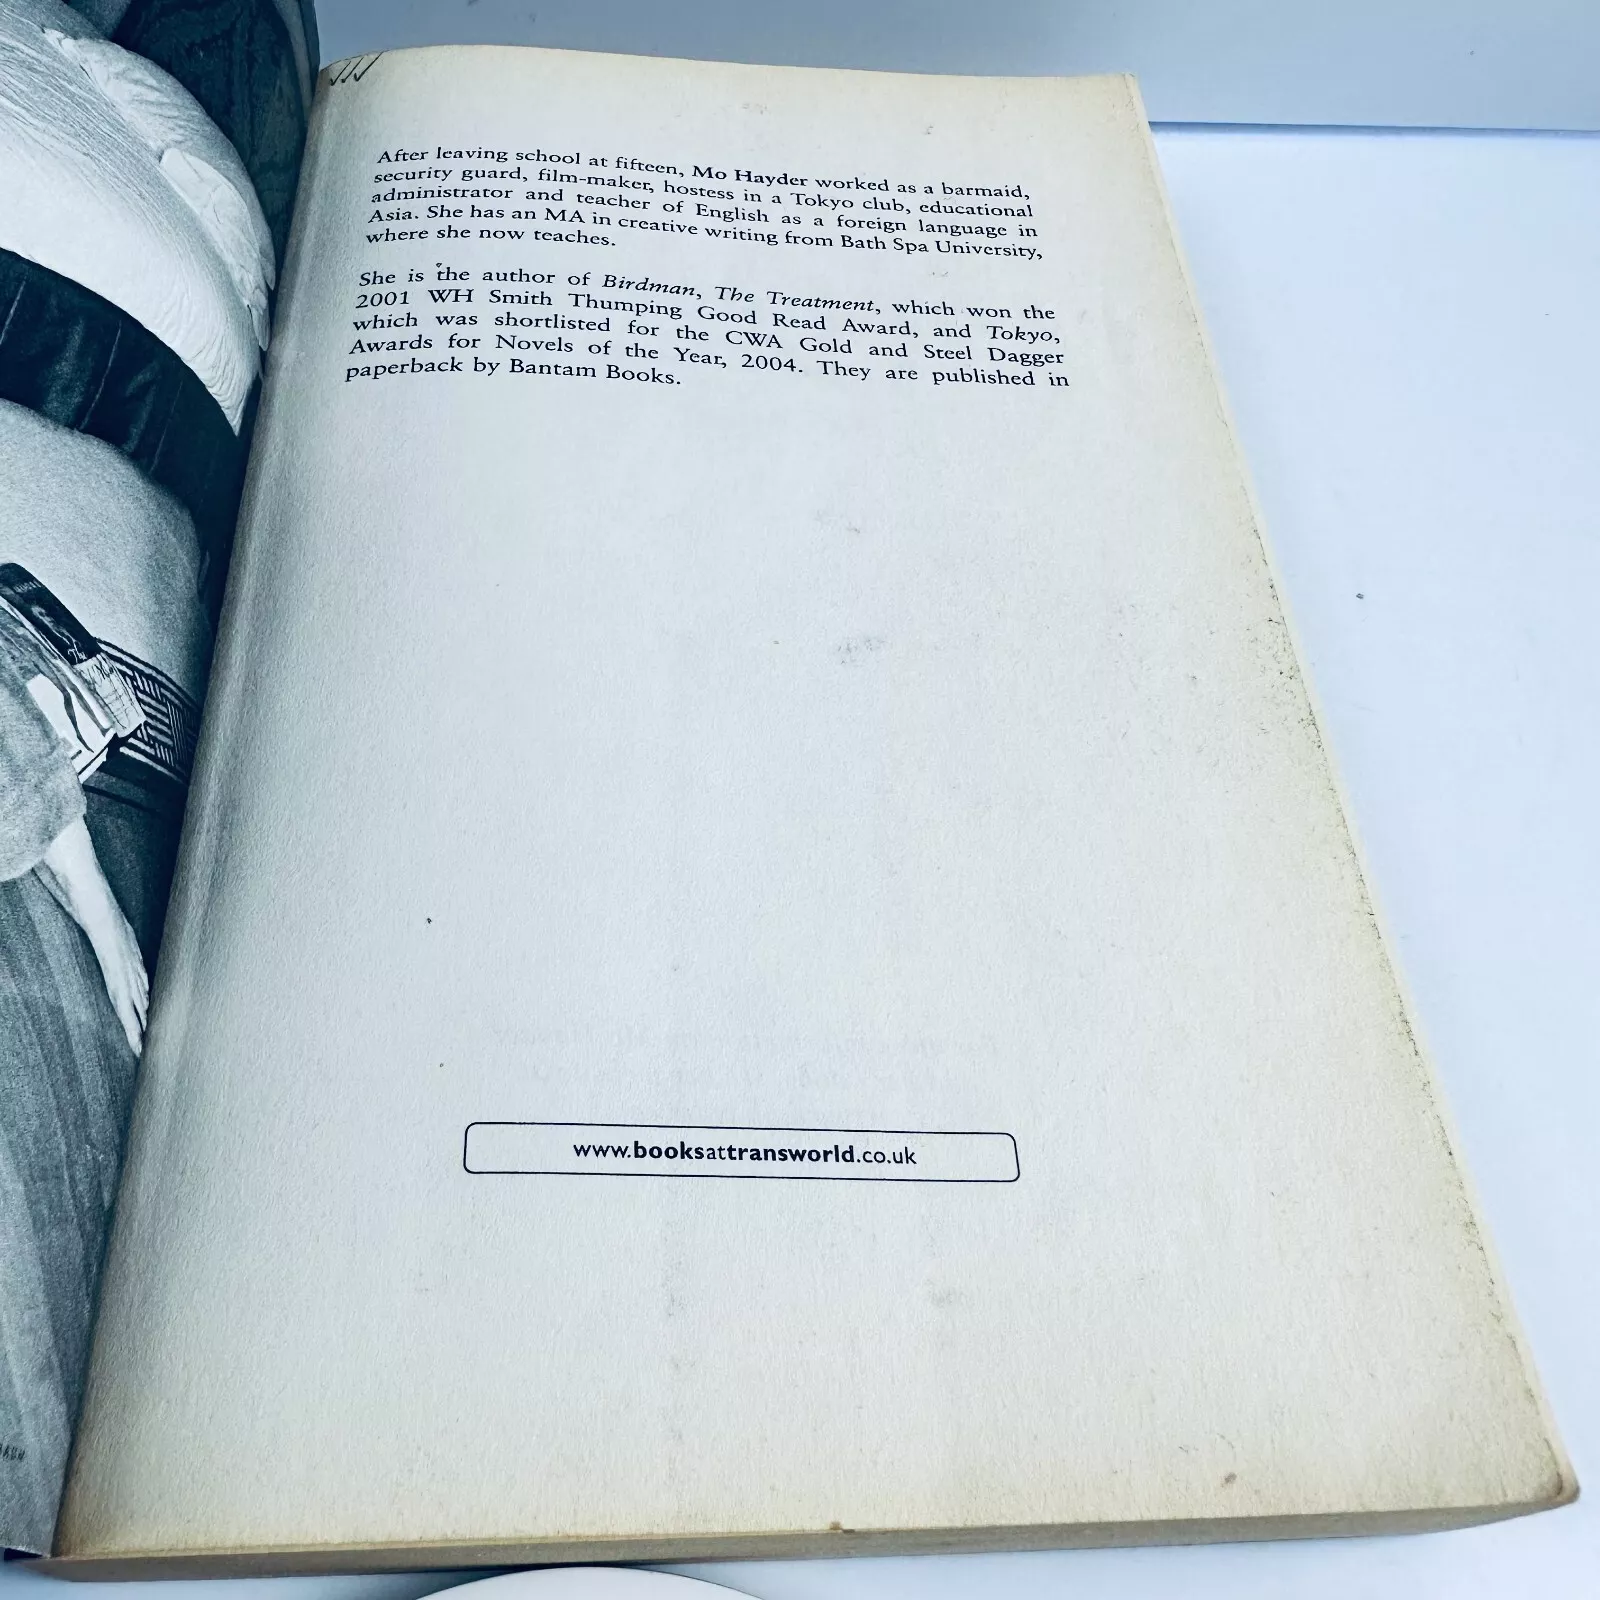 After leaving school at fifteen, Mo Hayder worked as a barmaid,
security guard, film-maker, hostess in a Tokyo club, educational
administrator and teacher of English as a foreign language in
Asia. She has an MA in creative writing from Bath Spa University,
where she now teaches.
She is the author of Birdman, The Treatment, which won the
2001 WH Smith Thumping Good Read Award, and Tokyo,
which was shortlisted for the CWA Gold and Steel Dagger
Awards for Novels of the Year, 2004. They are published in
paperback by Bantam Books.
www.booksattransworld.co.uk